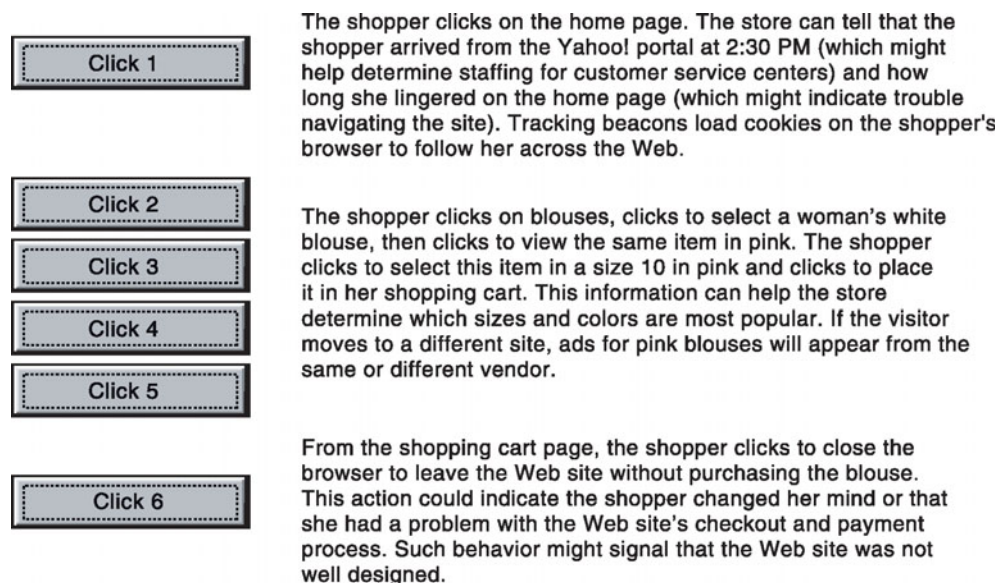 Click 1
The shopper clicks on the home page. The store can tell that the
shopper arrived from the Yahoo! portal at 2:30 PM (which might
help determine staffing for customer service centers) and how
long she lingered on the home page (which might indicate trouble
navigating the site). Tracking beacons load cookies on the shopper's
browser to follow her across the Web.
Click 2
Click 3
Click 4
Click 5
The shopper clicks on blouses, clicks to select a woman's white
blouse, then clicks to view the same item in pink. The shopper
clicks to select this item in a size 10 in pink and clicks to place
it in her shopping cart. This information can help the store
determine which sizes and colors are most popular. If the visitor
moves to a different site, ads for pink blouses will appear from the
same or different vendor.
Click 6
From the shopping cart page, the shopper clicks to close the
browser to leave the Web site without purchasing the blouse.
This action could indicate the shopper changed her mind or that
she had a problem with the Web site's checkout and payment
process. Such behavior might signal that the Web site was not
well designed.